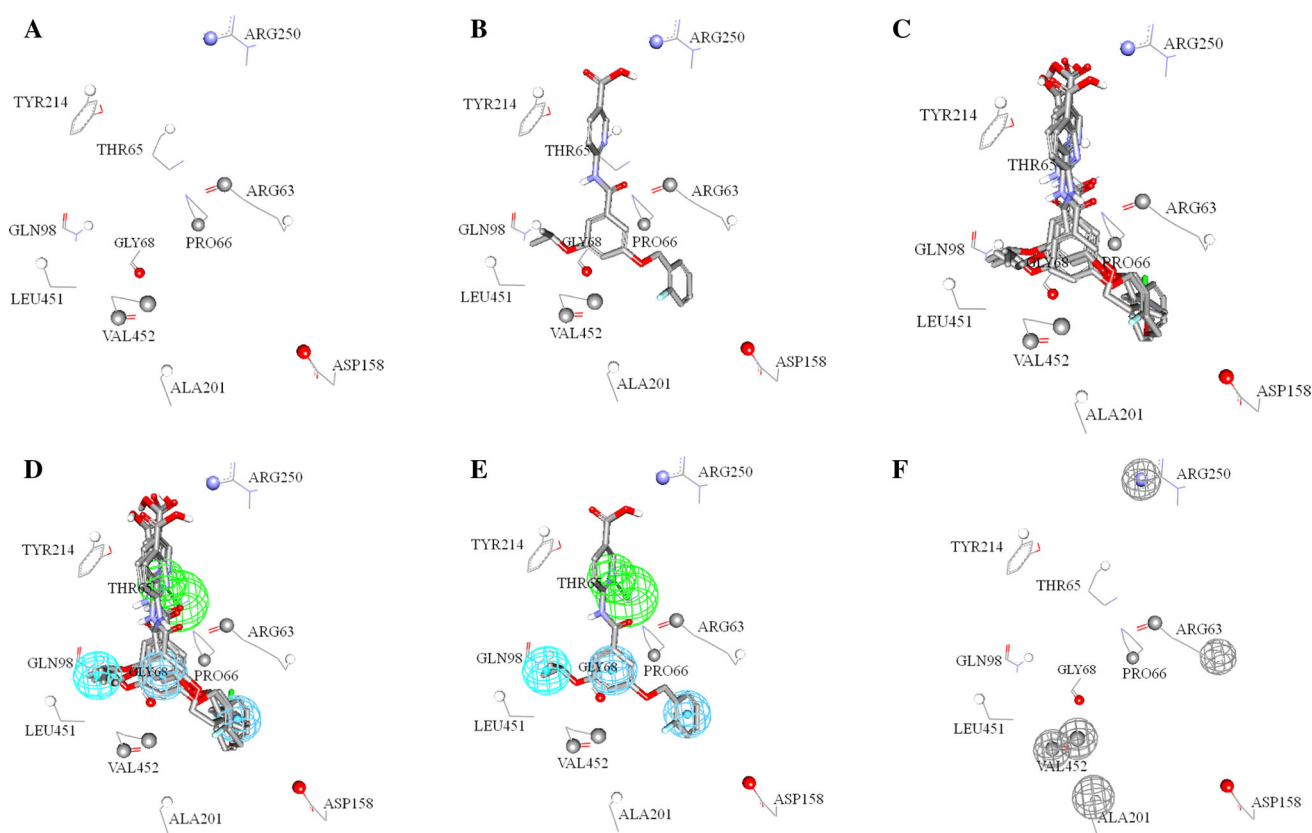 A
ARG250
TYR214
THR65
ARG63
GLN98
GLY68
PRO66
LEU451
VAL452
ASP158
ALA201
B
ARG250
TYR214
THR65
ARG63
GLN98
GLY68
PRO66
LEU451
VAL452
ASP158
ALA201
C
ARG250
TYR214
THR65
ARG63
GLN98
GLY68
PRO66
LEU451
VAL452
ASP158
ALA201
D
ARG250
TYR214
THR65
ARG63
GLN98
GLY68
PRO66
LEU451
VAL452
ASP158
ALA201
E
ARG250
TYR214
THR65
ARG63
GLN98
GLY68
PRO66
LEU451
VAL452
ASP158
ALA201
F
ARG250
TYR214
THR65
ARG63
GLN98
GLY68
PRO66
LEU451
VAL452
ASP158
ALA201